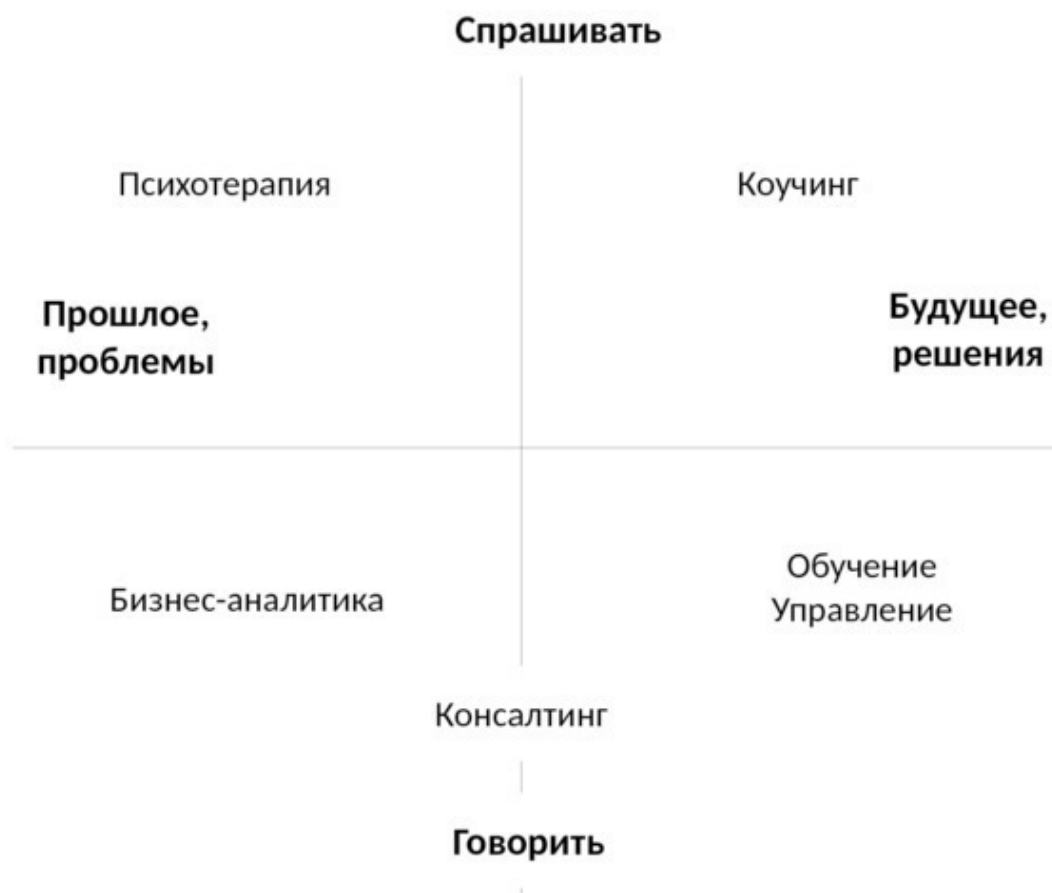 Спрашивать
Психотерапия
Коучинг
Прошлое,
проблемы
Будущее,
решения
Бизнес-аналитика
Обучение
Управление
Консалтинг
Говорить